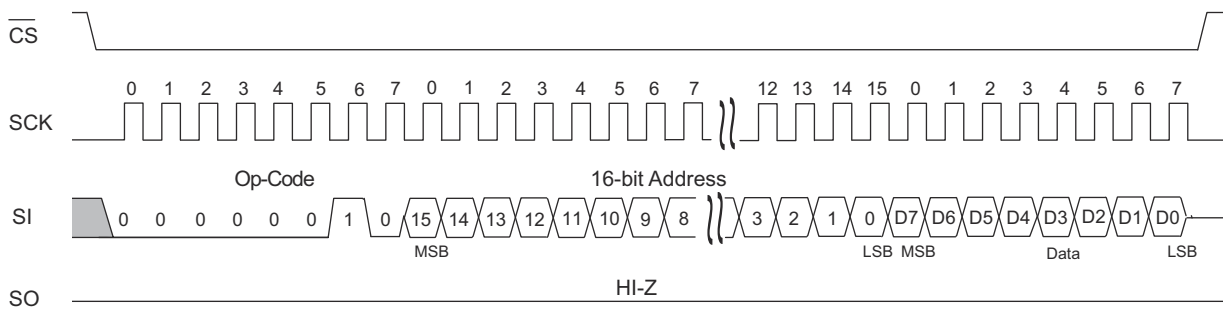 CS
0 1 2 3 4 5 6 7 0 1 2 3 4 5 6 7 12 13 14 15 0 1 2 3 4 5 6 7
SCK
Op-Code 16-bit Address
SI 0 0 0 0 0 0 1 0 15 14 13 12 11 10 9 8 3 2 1 0 D7 D6 D5 D4 D3 D2 D1 D0
MSB LSB MSB Data LSB
HI-Z
SO